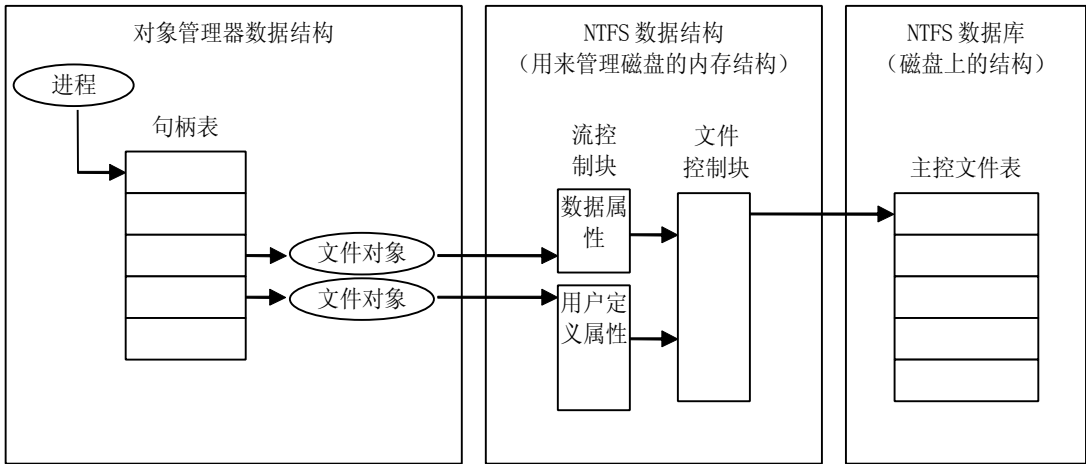 对象管理器数据结构
进程
句柄表
文件对象
文件对象
NTFS 数据结构
（用来管理磁盘的内存结构）
流控
制块
文件
控制块
数据属
性
用户定
义属性
NTFS 数据库
（磁盘上的结构）
主控文件表